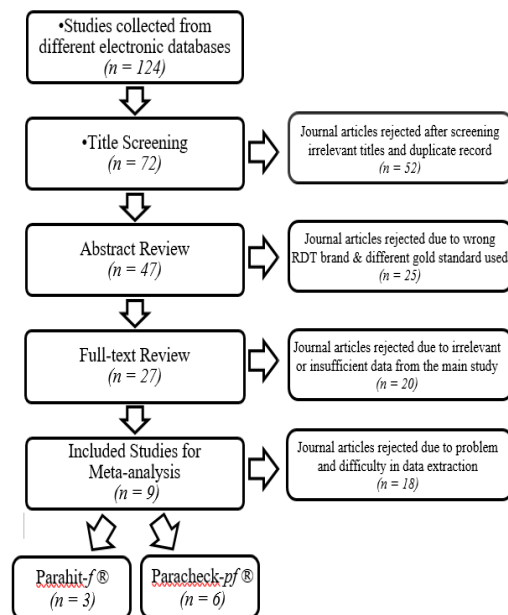 •Studies collected from
different electronic databases
(n = 124)
•Title Screening
(n = 72)
Journal articles rejected after screening
irrelevant titles and duplicate record
(n = 52)
Abstract Review
(n = 47)
Journal articles rejected due to wrong
RDT brand & different gold standard used
(n = 25)
Full-text Review
(n = 27)
Journal articles rejected due to irrelevant
or insufficient data from the main study
(n = 20)
Included Studies for
Meta-analysis
(n = 9)
Journal articles rejected due to problem
and difficulty in data extraction
(n = 18)
Parahit-f ®
(n = 3)
Paracheck-pf ®
(n = 6)